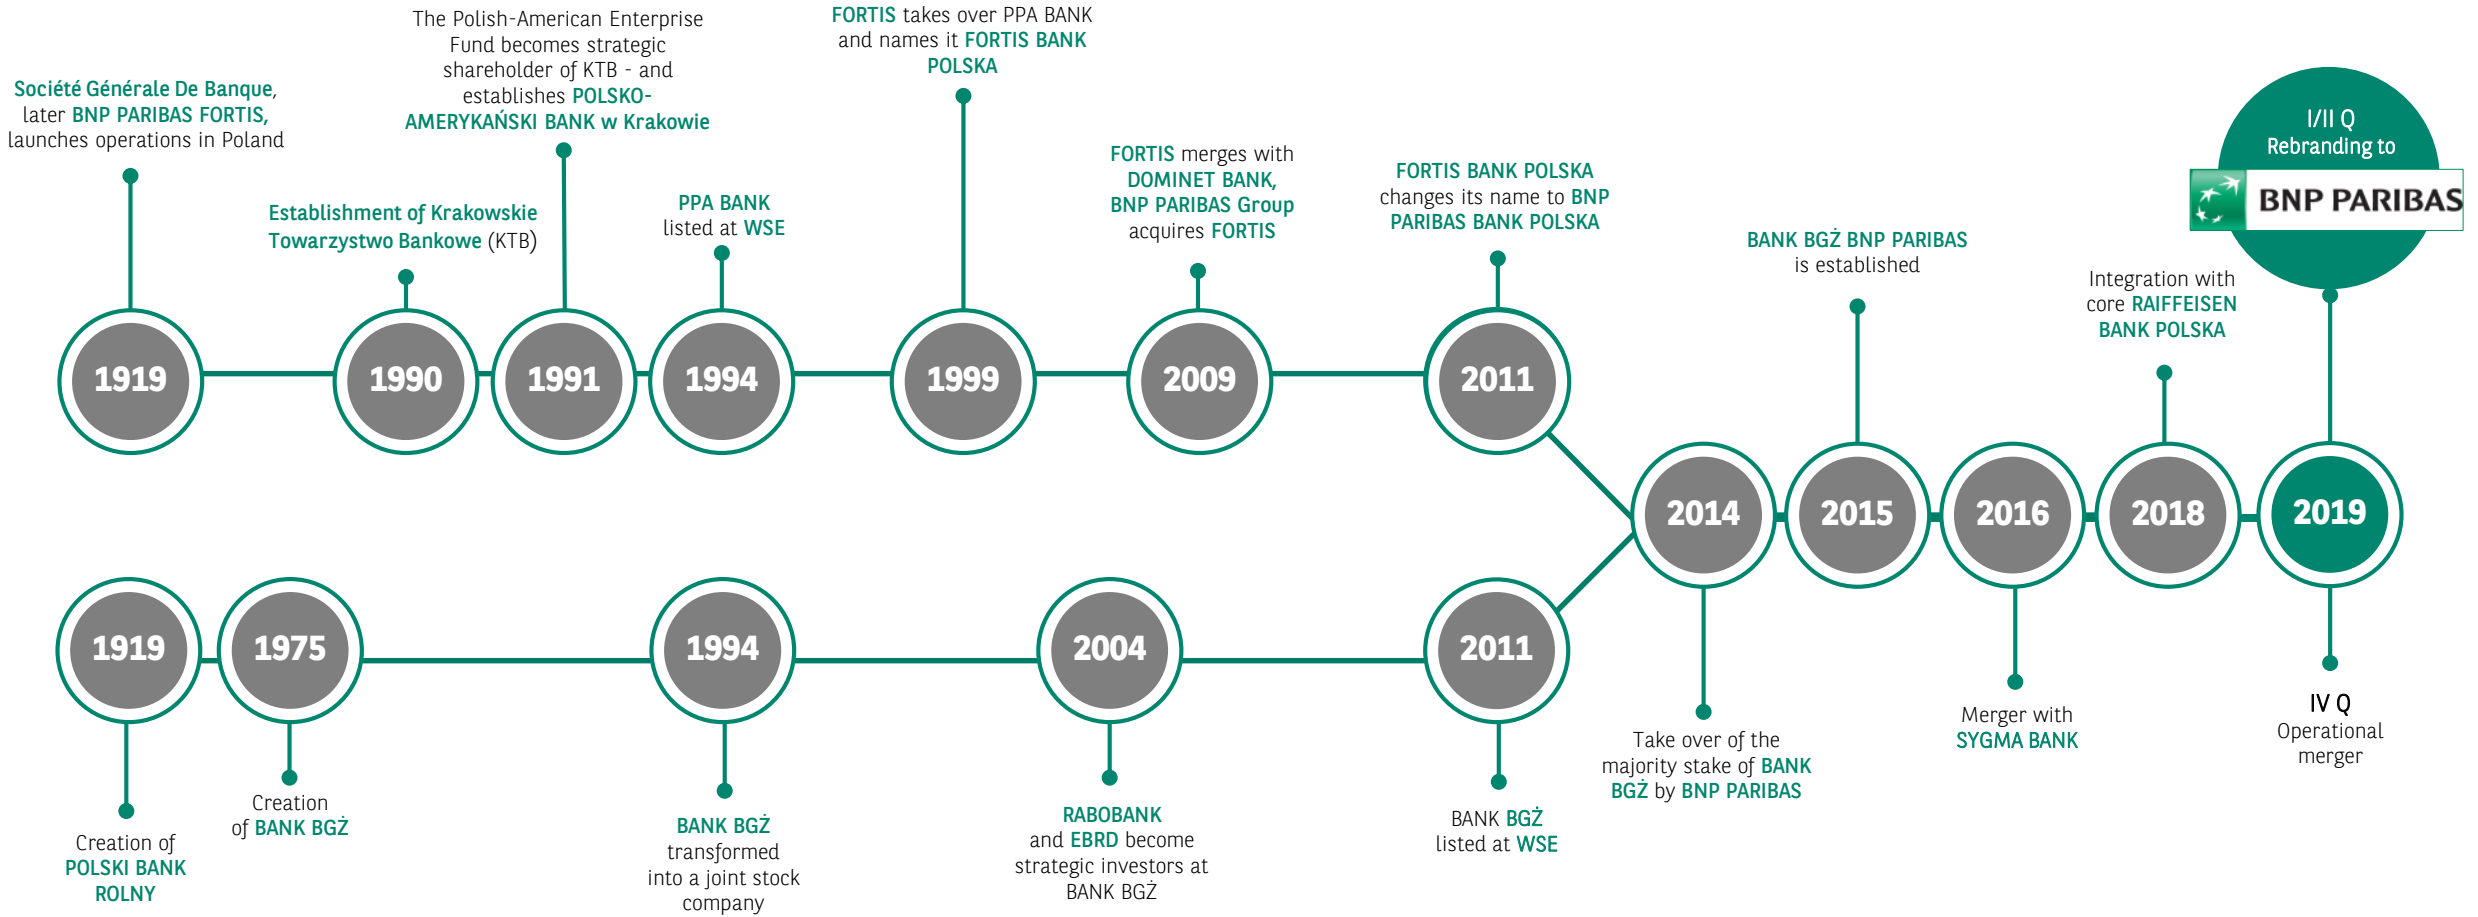 Société Générale De Banque,
later BNP PARIBAS FORTIS,
launches operations in Poland
1919
Establishment of Krakowskie
Towarzystwo Bankowe (KTB)
1990
The Polish-American Enterprise
Fund becomes strategic
shareholder of KTB - and
establishes POLSKO-
AMERYKAŃSKI BANK w Krakowie
1991
PPA BANK
listed at WSE
1994
FORTIS takes over PPA BANK
and names it FORTIS BANK
POLSKA
1999
FORTIS merges with
DOMINET BANK,
BNP PARIBAS Group
acquires FORTIS
2009
FORTIS BANK POLSKA
changes its name to BNP
PARIBAS BANK POLSKA
2011
1919
Creation of
POLSKI BANK
ROLNY
1975
Creation
of BANK BGŻ
1994
BANK BGŻ
transformed
into a joint stock
company
2004
RABOBANK
and EBRD become
strategic investors at
BANK BGŻ
2011
BANK BGŻ
listed at WSE
2014
Take over of the
majority stake of BANK
BGŻ by BNP PARIBAS
BANK BGŻ BNP PARIBAS
is established
2015
2016
Merger with
SYGMA BANK
Integration with
core RAIFFEISEN
BANK POLSKA
2018
I/II Q
Rebranding to
BNP PARIBAS
2019
IV Q
Operational
merger